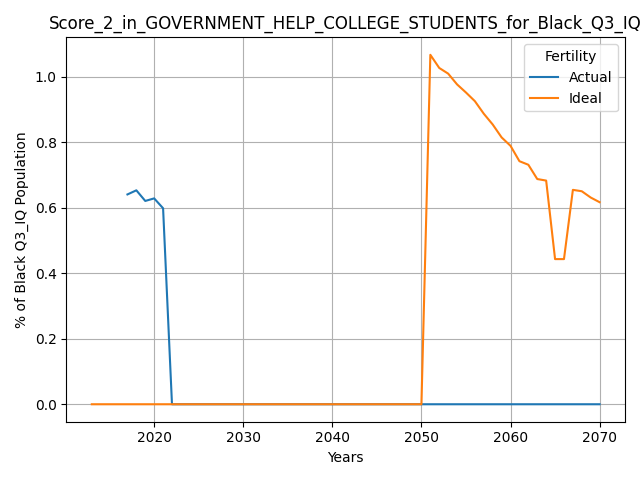 Score_2_in_GOVERNMENT_HELP_COLLEGE_STUDENTS_for_Black_Q3_IQ
Fertility
Actual
Ideal
1.0
0.8
0.6
0.4
0.2
0.0
% of Black Q3_IQ Population
2020 2030 2040 2050 2060 2070
Years